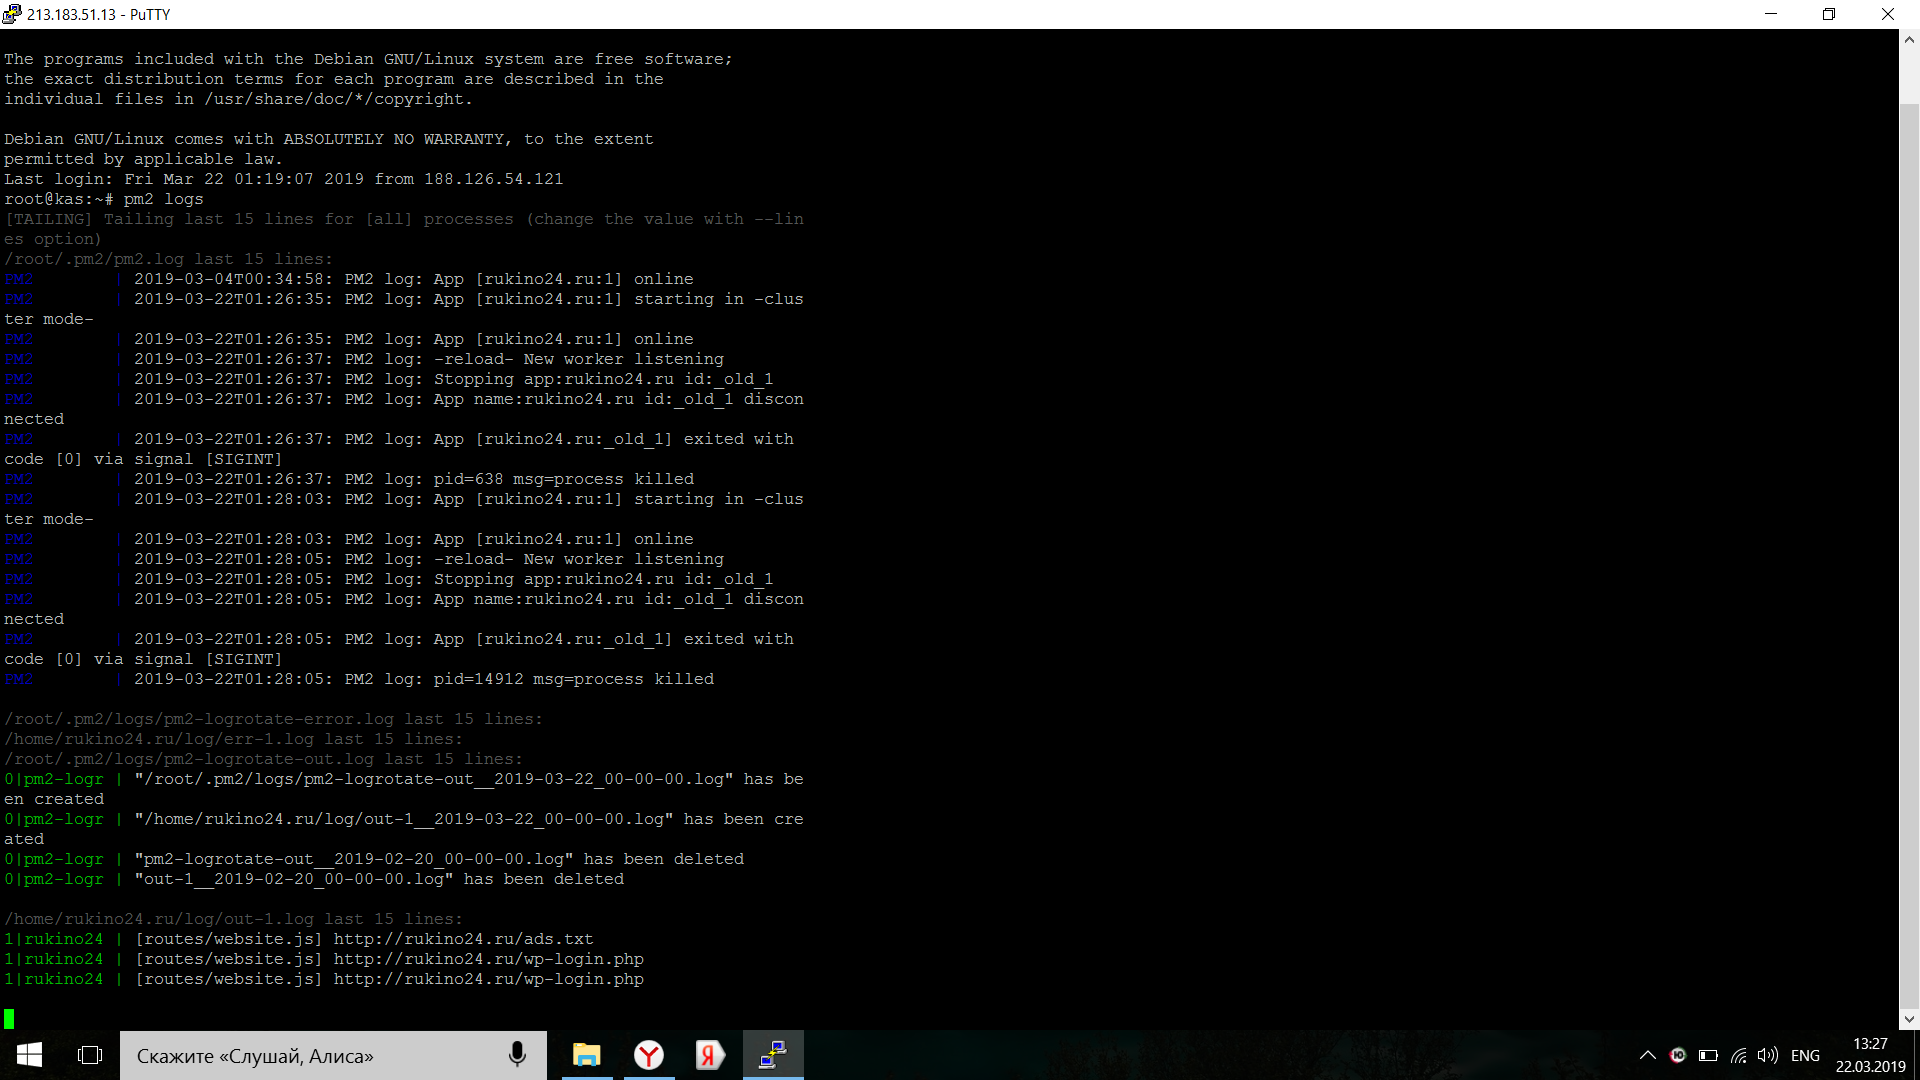 213.183.51.13 - PuTTY
The programs included with the Debian GNU/Linux system are free software;
the exact distribution terms for each program are described in the
individual files in /usr/share/doc/*/copyright.
Debian GNU/Linux comes with ABSOLUTELY NO WARRANTY, to the extent
permitted by applicable law.
Last login: Fri Mar 22 01:19:07 2019 from 188.126.54.121
root@kas:~# pm2 logs
[TAILING] Tailing last 15 lines for [all] processes (change the value with --lin
es option)
/root/.pm2/pm2.log last 15 lines:
PM2        | 2019-03-04T00:34:58: PM2 log: App [rukino24.ru:1] online
PM2        | 2019-03-22T01:26:35: PM2 log: App [rukino24.ru:1] starting in -clus
ter mode-
PM2        | 2019-03-22T01:26:35: PM2 log: App [rukino24.ru:1] online
PM2        | 2019-03-22T01:26:37: PM2 log: -reload- New worker listening
PM2        | 2019-03-22T01:26:37: PM2 log: Stopping app:rukino24.ru id:_old_1
PM2        | 2019-03-22T01:26:37: PM2 log: App name:rukino24.ru id:_old_1 discon
nected
PM2        | 2019-03-22T01:26:37: PM2 log: App [rukino24.ru:_old_1] exited with
code [0] via signal [SIGINT]
PM2        | 2019-03-22T01:26:37: PM2 log: pid=638 msg=process killed
PM2        | 2019-03-22T01:28:03: PM2 log: App [rukino24.ru:1] starting in -clus
ter mode-
PM2        | 2019-03-22T01:28:03: PM2 log: App [rukino24.ru:1] online
PM2        | 2019-03-22T01:28:05: PM2 log: -reload- New worker listening
PM2        | 2019-03-22T01:28:05: PM2 log: Stopping app:rukino24.ru id:_old_1
PM2        | 2019-03-22T01:28:05: PM2 log: App name:rukino24.ru id:_old_1 discon
nected
PM2        | 2019-03-22T01:28:05: PM2 log: App [rukino24.ru:_old_1] exited with
code [0] via signal [SIGINT]
PM2        | 2019-03-22T01:28:05: PM2 log: pid=14912 msg=process killed
/root/.pm2/logs/pm2-logrotate-error.log last 15 lines:
/home/rukino24.ru/log/err-1.log last 15 lines:
/root/.pm2/logs/pm2-logrotate-out.log last 15 lines:
0|pm2-logr | "/root/.pm2/logs/pm2-logrotate-out__2019-03-22_00-00-00.log" has be
en created
0|pm2-logr | "/home/rukino24.ru/log/out-1__2019-03-22_00-00-00.log" has been cre
ated
0|pm2-logr | "pm2-logrotate-out__2019-02-20_00-00-00.log" has been deleted
0|pm2-logr | "out-1__2019-02-20_00-00-00.log" has been deleted
/home/rukino24.ru/log/out-1.log last 15 lines:
1|rukino24 | [routes/website.js] http://rukino24.ru/ads.txt
1|rukino24 | [routes/website.js] http://rukino24.ru/wp-login.php
1|rukino24 | [routes/website.js] http://rukino24.ru/wp-login.php
Скажите «Слушай, Алиса»
Y
Я
Ю
ENG
13:27
22.03.2019